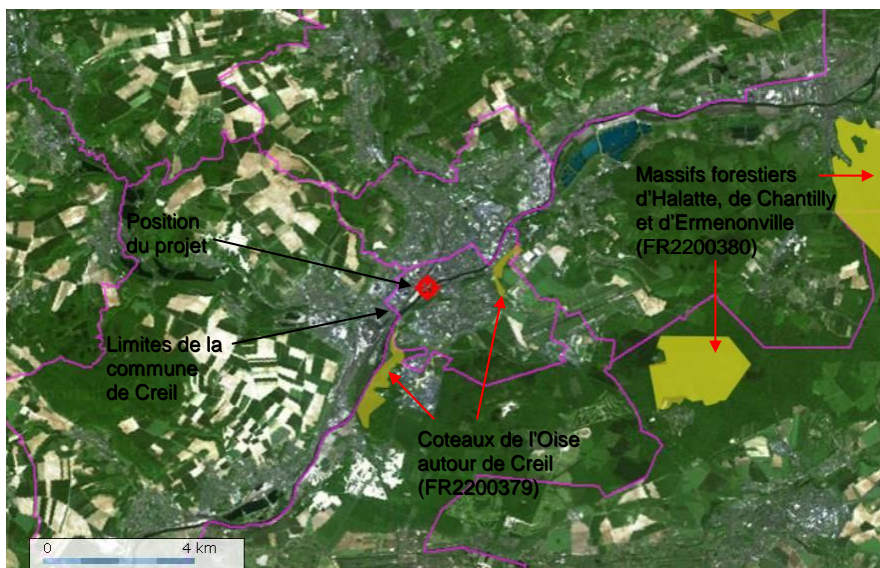 Massifs forestiers
d'Halatte, de Chantilly
et d'Ermenonville
(FR2200380)
Position
du projet
Limites de la
commune
de Creil
Coteaux de l'Oise
autour de Creil
(FR2200379)
0 4 km